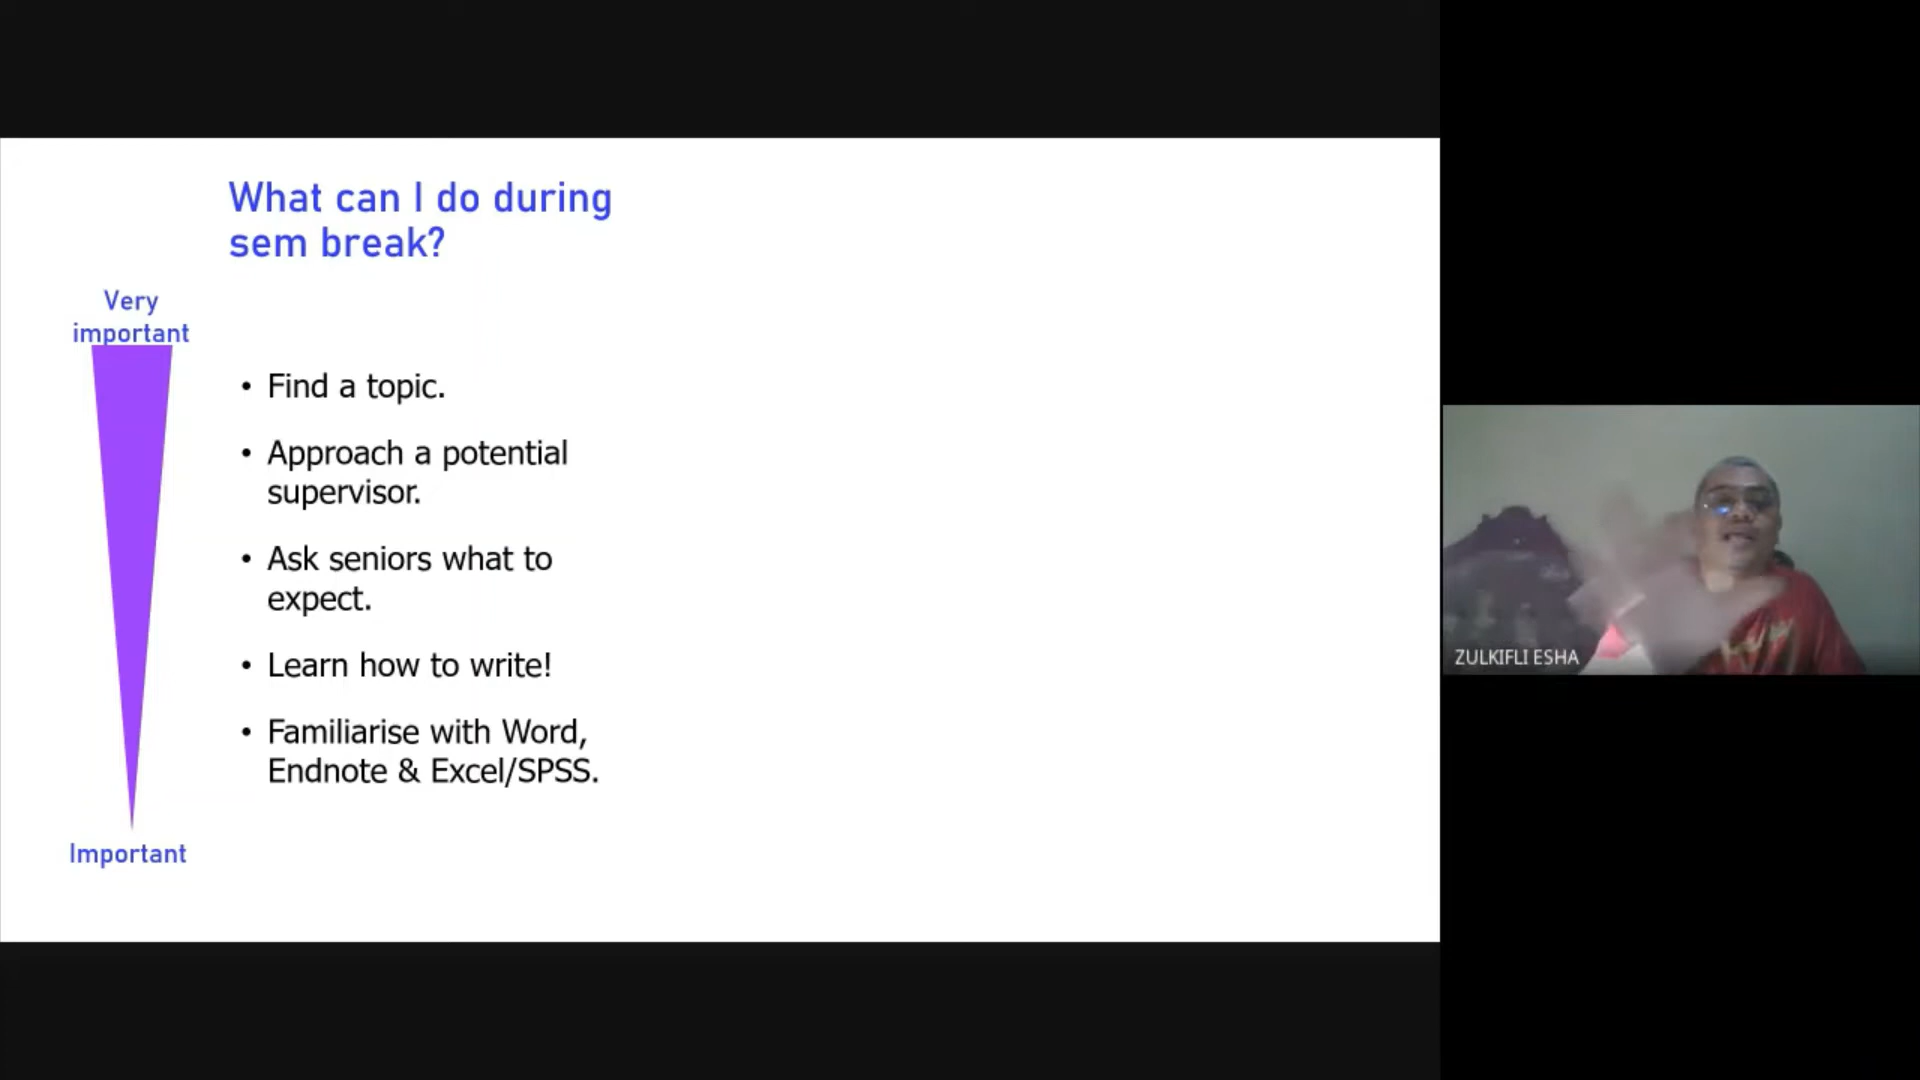 What can I do during
sem break?
Very
important
• Find a topic.
• Approach a potential
supervisor.
• Ask seniors what to
expect.
• Learn how to write!
• Familiarise with Word,
Endnote & Excel/SPSS.
Important
ZULKIFLI ESHA